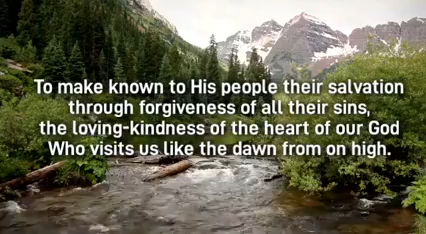 To make known to His people their salvation
through forgiveness of all their sins,
the loving-kindness of the heart of our God
Who visits us like the dawn from on high.